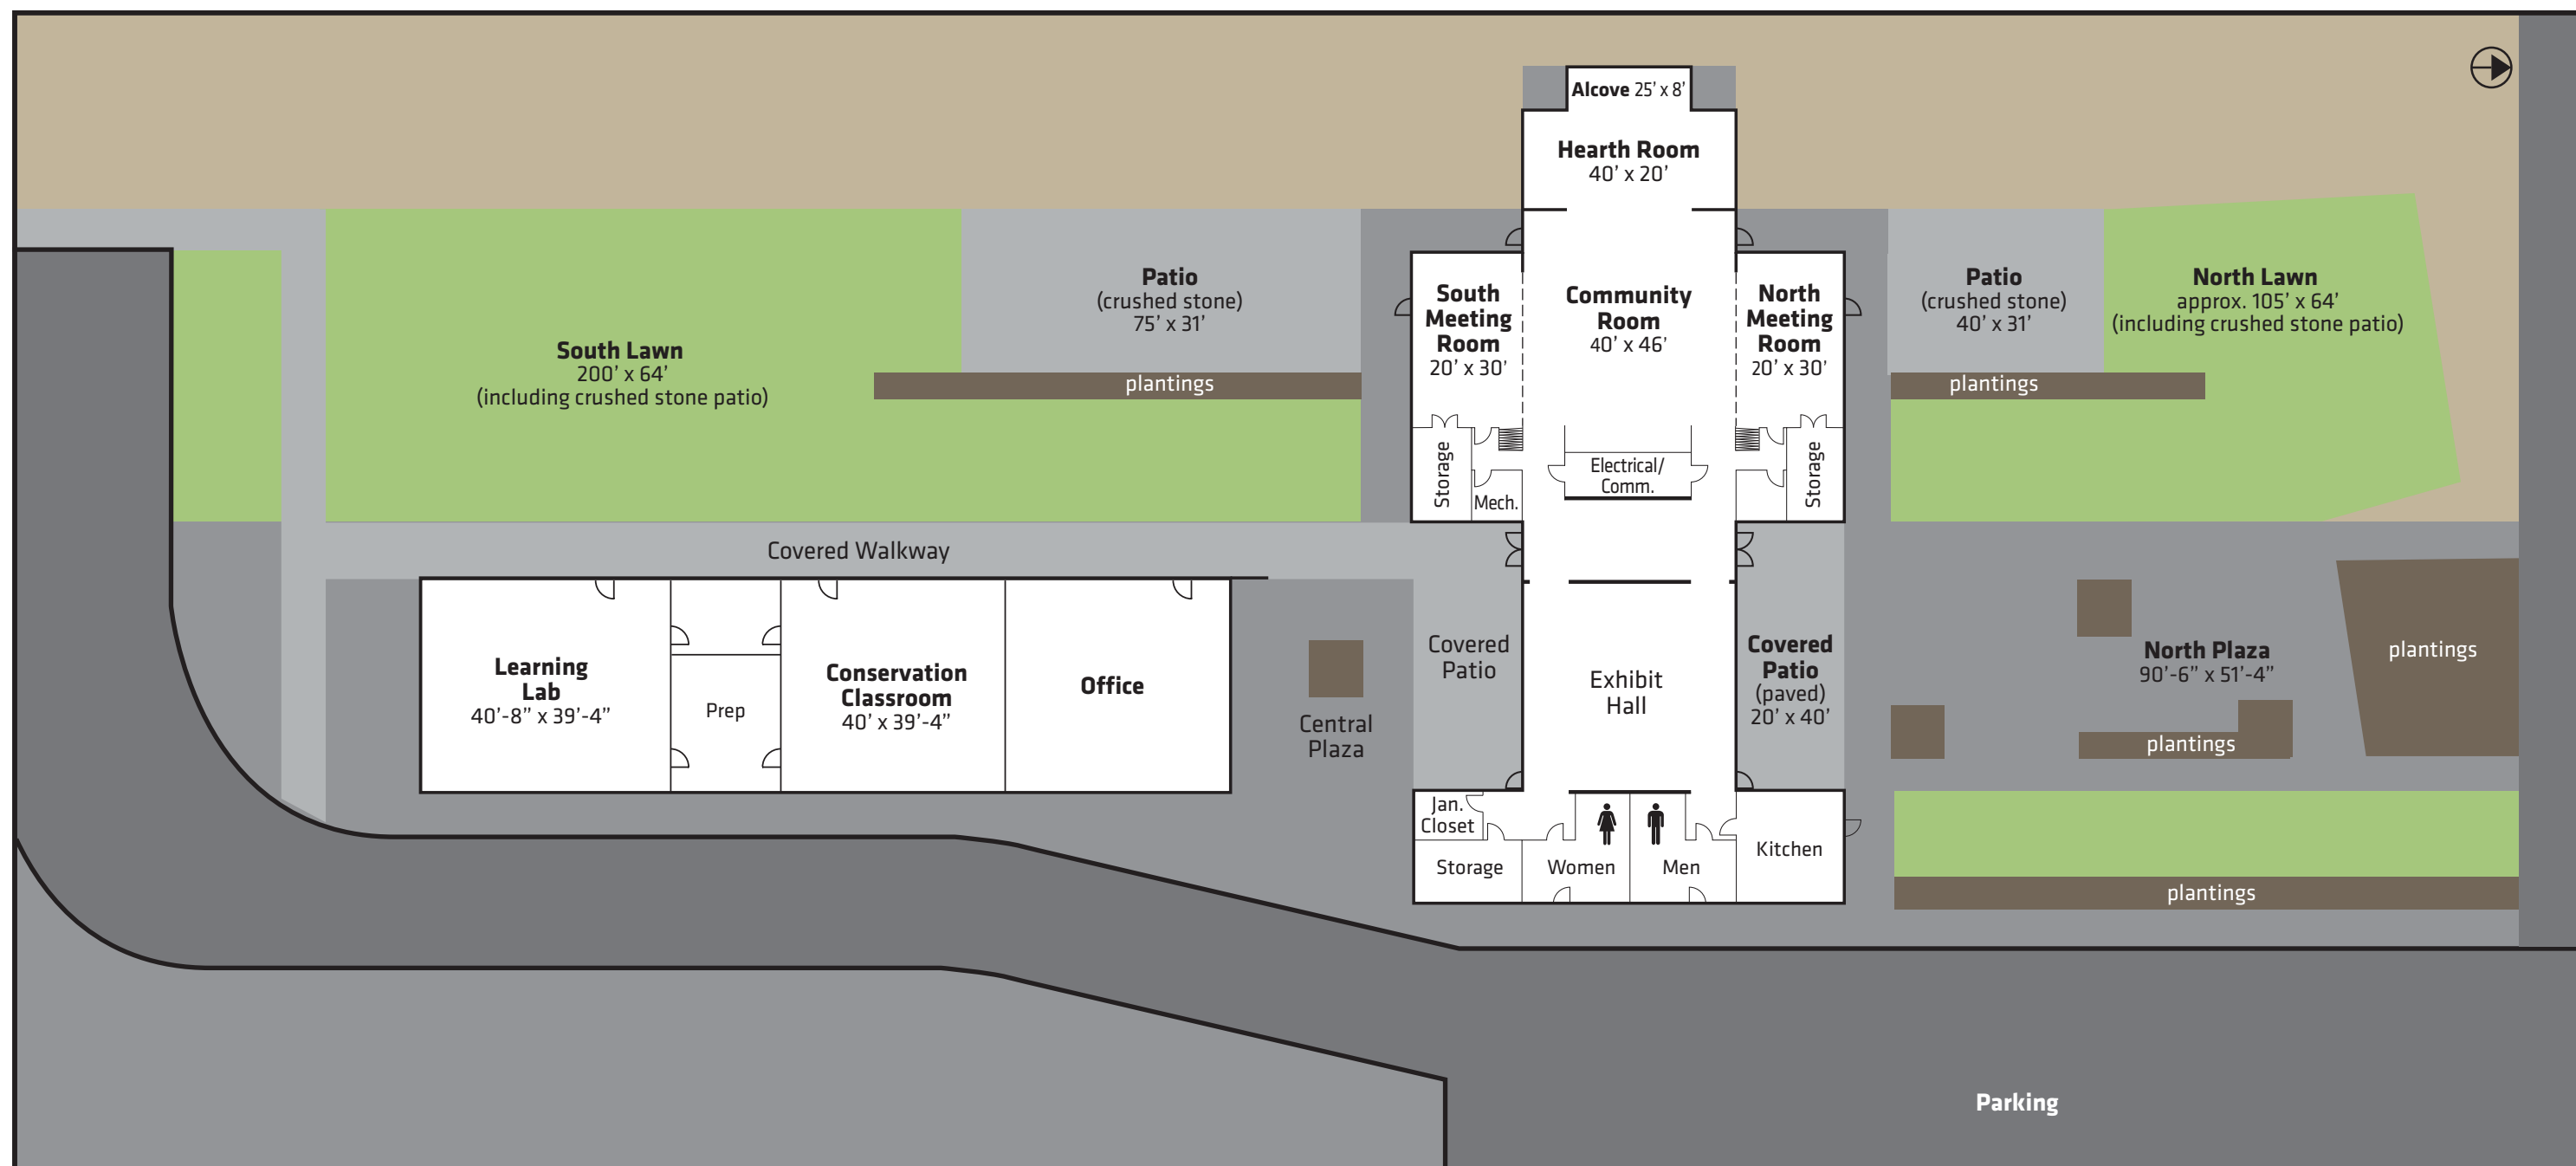 Alcove 25’ x 8’
Hearth Room
40’ x 20’
South Lawn
200’ x 64’
(including crushed stone patio)
Patio
(crushed stone)
75’ x 31’
plantings
South
Meeting
Room
20’ x 30’
Community
Room
40’ x 46’
North
Meeting
Room
20’ x 30’
Patio
(crushed stone)
40’ x 31’
plantings
North Lawn
approx. 105’ x 64’
(including crushed stone patio)
Storage
Mech.
Electrical/
Comm.
Storage
Covered Walkway
Learning
Lab
40’-8” x 39’-4”
Prep
Conservation
Classroom
40’ x 39’-4”
Office
Central
Plaza
Covered
Patio
Exhibit
Hall
Covered
Patio
(paved)
20’ x 40’
North Plaza
90’-6” x 51’-4”
plantings
plantings
Jan.
Closet
Storage
Women
Men
Kitchen
plantings
Parking